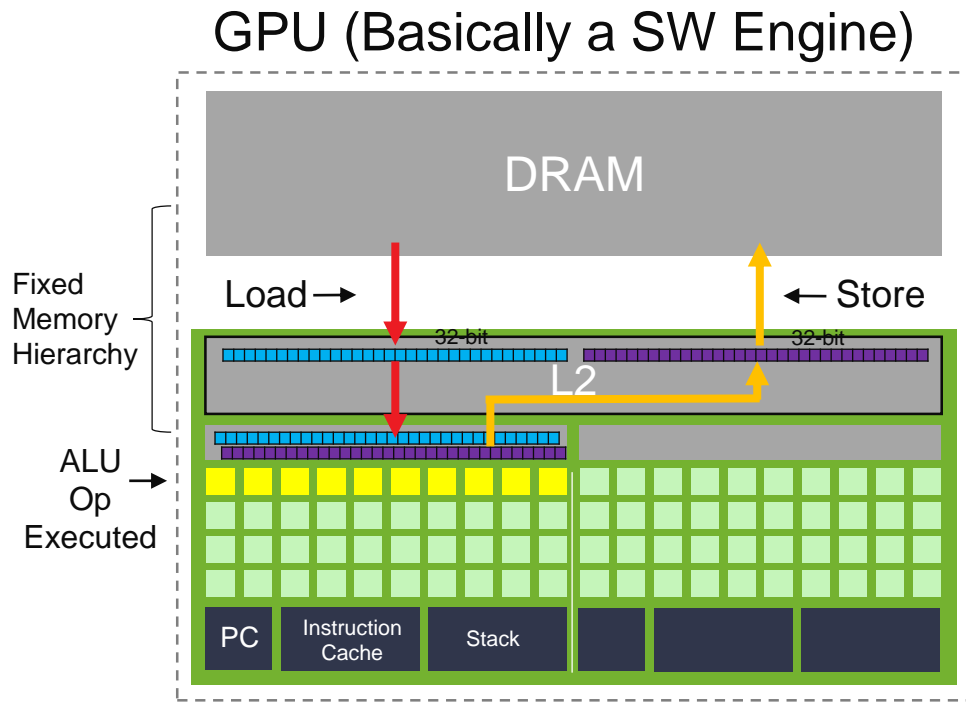 GPU (Basically a SW Engine)
DRAM
Load
Store
Fixed
Memory
Hierarchy
32-bit
32-bit
L2
ALU
Op
Executed
PC
Instruction
Cache
Stack